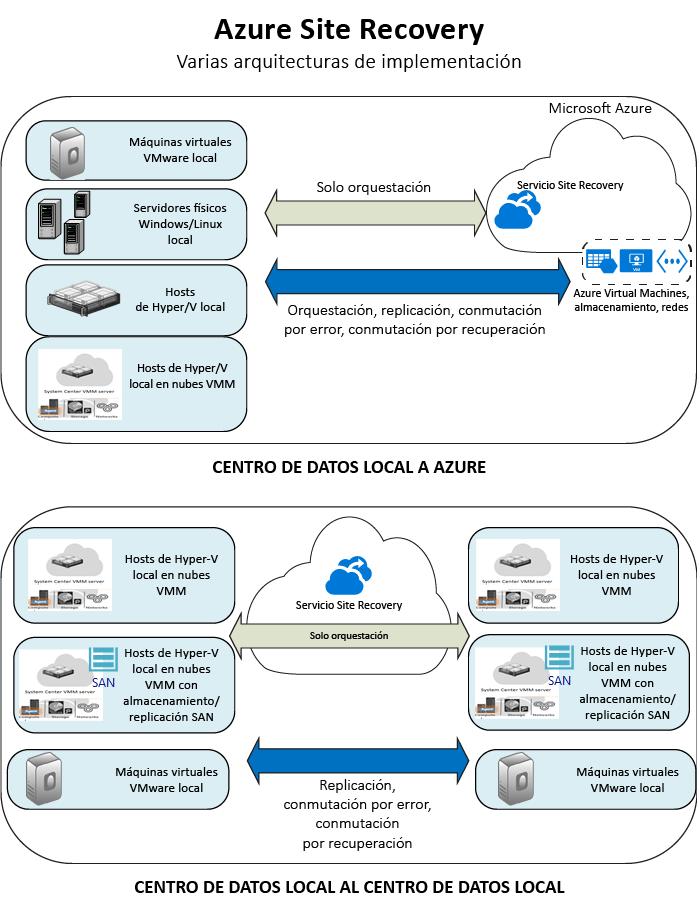 Azure Site Recovery
Varias arquitecturas de implementación
Microsoft Azure
Máquinas virtuales
VMware local
Solo orquestación
Servicio Site Recovery
Servidores físicos
Windows/Linux
local
VM
Hosts
de Hyper/V local
Orquestación, replicación, conmutación
por error, conmutación por recuperación
Azure Virtual Machines,
almacenamiento, redes
Hosts de Hyper/V
local en nubes VMM
System Center VMM server
Compute
Storage
Networks
CENTRO DE DATOS LOCAL A AZURE
Hosts de Hyper-V
local en nubes
VMM
System Center VMM server
Compute
Storage
Networks
Servicio Site Recovery
Solo orquestación
Hosts de Hyper-V
local en nubes
VMM
System Center VMM server
Compute
Storage
Networks
Hosts de Hyper-V
local en nubes
VMM con
almacenamiento/
replicación SAN
SAN
System Center VMM server
Compute
Storage
Networks
Hosts de Hyper-V
local en nubes
VMM con
almacenamiento/
replicación SAN
SAN
System Center VMM server
Compute
Storage
Networks
Máquinas virtuales
VMware local
Replicación,
conmutación por error,
conmutación
por recuperación
Máquinas virtuales
VMware local
CENTRO DE DATOS LOCAL AL CENTRO DE DATOS LOCAL